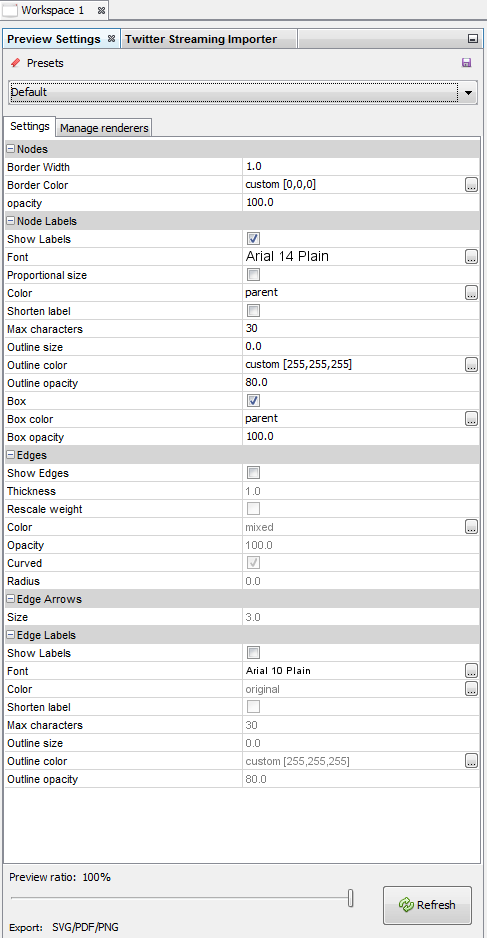 Workspace 1
Preview Settings Twitter Streaming Importer
Presets
Default
Settings Manage renderers
Nodes
Border Width 1.0
Border Color custom [0,0,0] ...
opacity 100.0
Node Labels
Show Labels
Font Arial 14 Plain ...
Proportional size
Color parent ...
Shorten label
Max characters 30
Outline size 0.0
Outline color custom [255,255,255] ...
Outline opacity 80.0
Box
Box color parent ...
Box opacity 100.0
Edges
Show Edges
Thickness 1.0
Rescale weight
Color mixed ...
Opacity 100.0
Curved
Radius 0.0
Edge Arrows
Size 3.0
Edge Labels
Show Labels
Font Arial 10 Plain ...
Color original ...
Shorten label
Max characters 30
Outline size 0.0
Outline color custom [255,255,255] ...
Outline opacity 80.0
Preview ratio: 100%
Refresh
Export: SVG/PDF/PNG